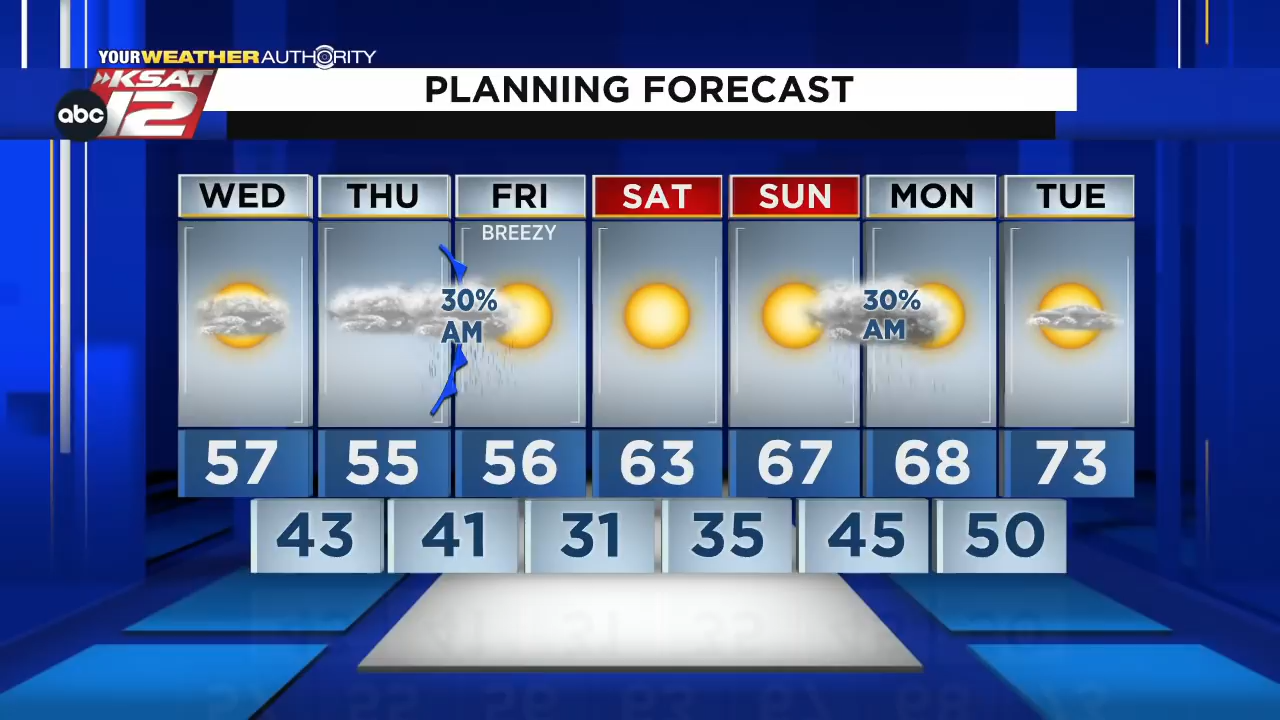 YOURWEATHERAUTHORITY
KSAT
abc 12
PLANNING FORECAST
WED THU FRI SAT SUN MON TUE
BREEZY
30% 30%
AM AM
57 55 56 63 67 68 73
43 41 31 35 45 50